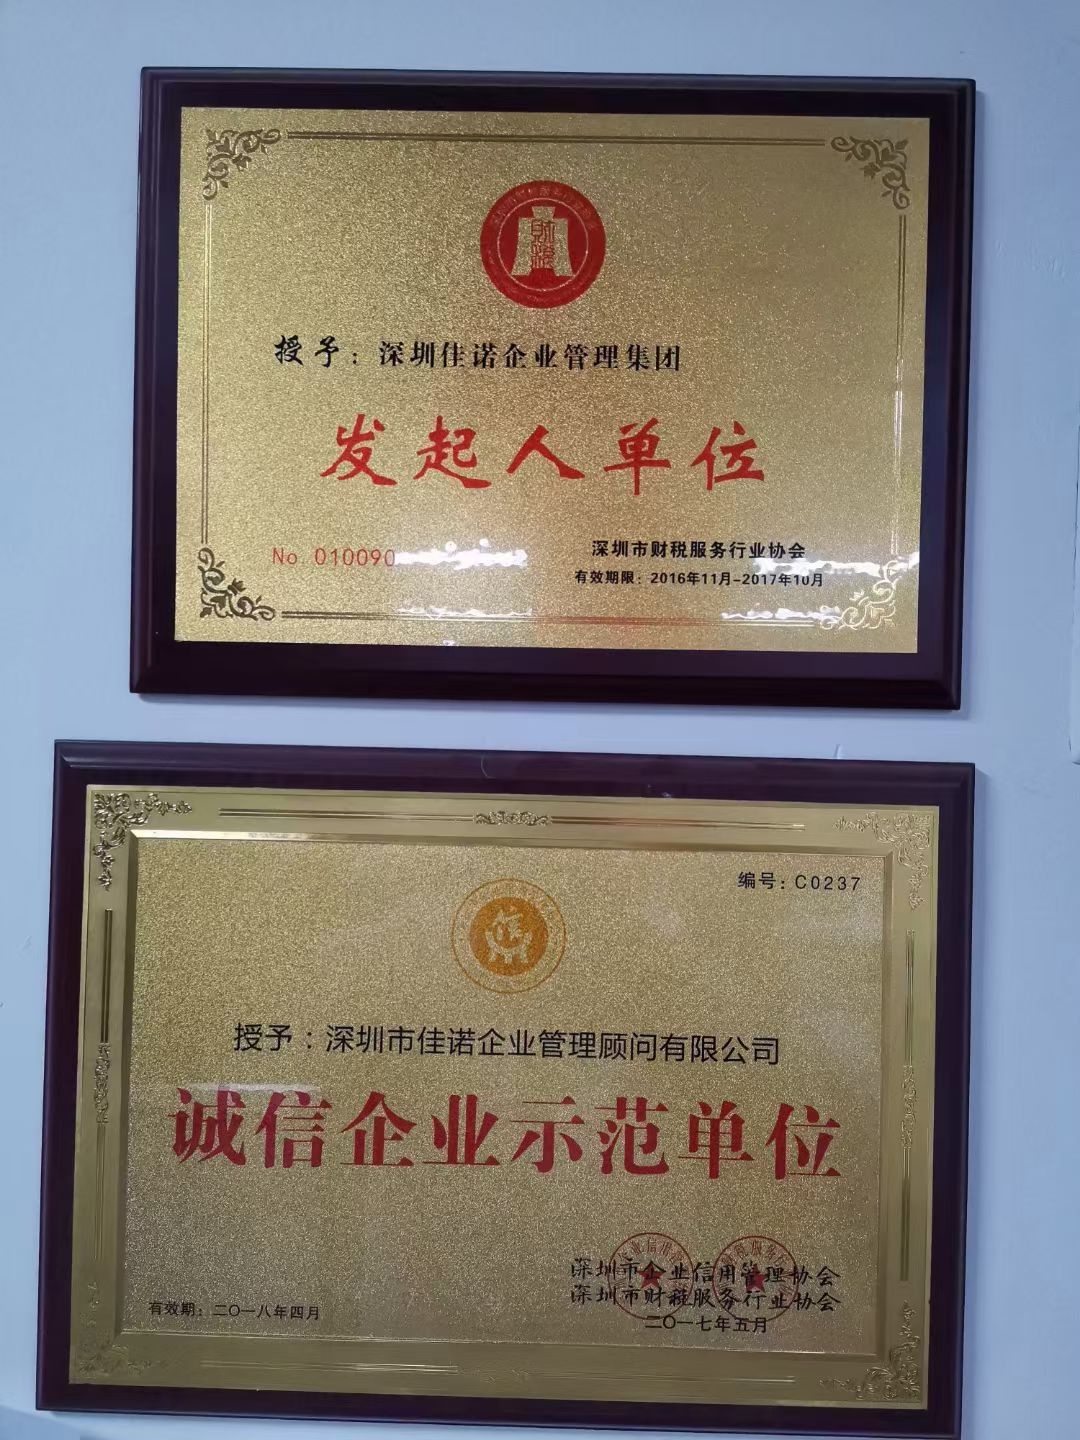 财税
授予：深圳佳诺企业管理集团
发起人单位
No 010090
深圳市财税服务行业协会
有效期限：2016年11月-2017年10月
编号：C0237
信
授予：深圳市佳诺企业管理顾问有限公司
诚信企业示范单位
深圳市企业信用管理协会
深圳市财税服务行业协会
有效期：二〇一八年四月
二〇一七年五月